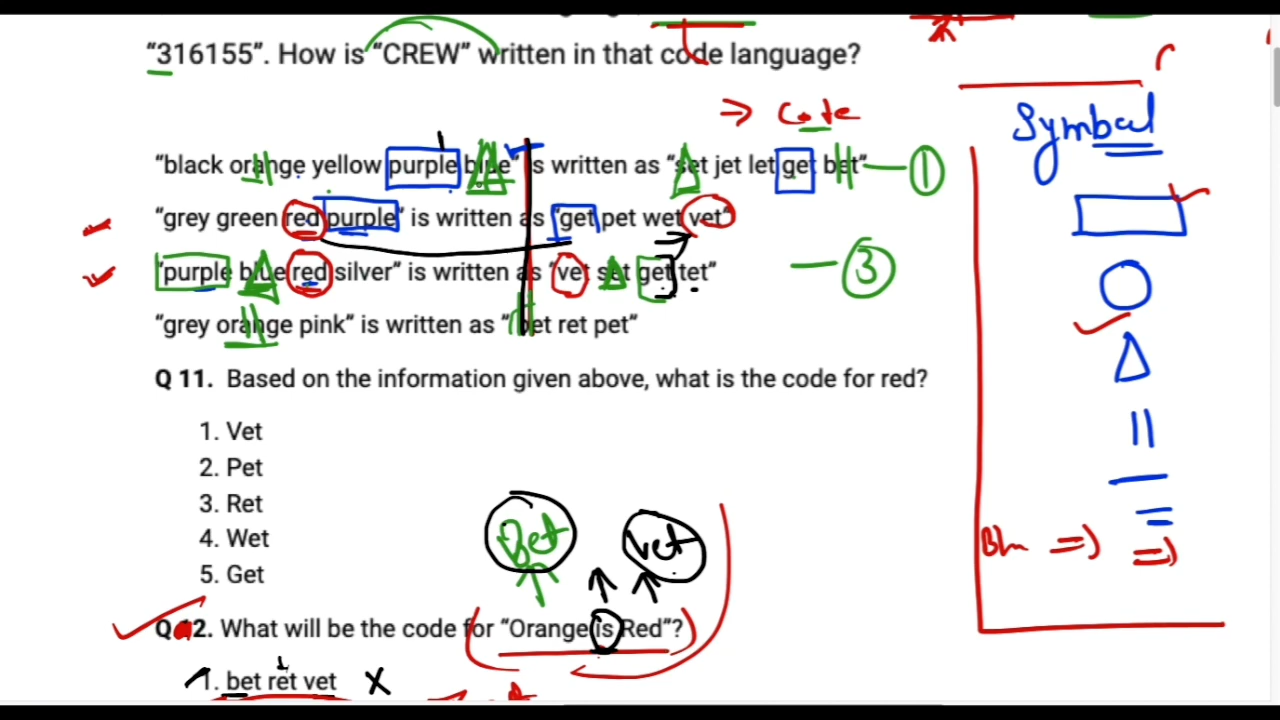 "316155". How is "CREW" written in that code language?
⇒ Code
Symbol
"black orange yellow purple blue" is written as "set jet let get bet" — 1
"grey green red purple" is written as "get pet wet vet"
"purple blue red silver" is written as "vet set get tet" — 3
"grey orange pink" is written as "bet ret pet"
Q 11. Based on the information given above, what is the code for red?
1. Vet
2. Pet
3. Ret
4. Wet
5. Get
Bet vet
Q 12. What will be the code for "Orange is Red"?
1. bet ret vet X